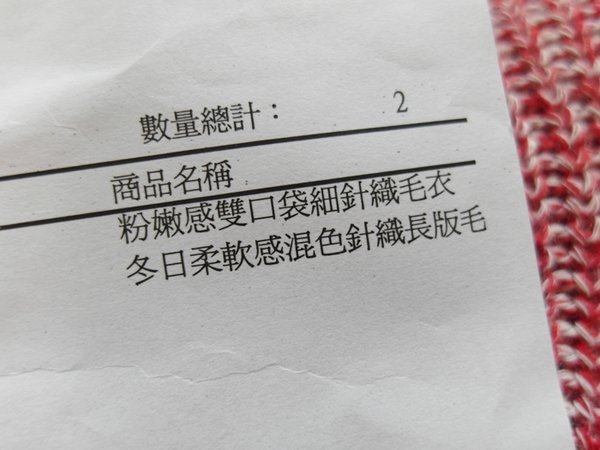 數量總計： 2
商品名稱
粉嫩感雙口袋細針織毛衣
冬日柔軟感混色針織長版毛